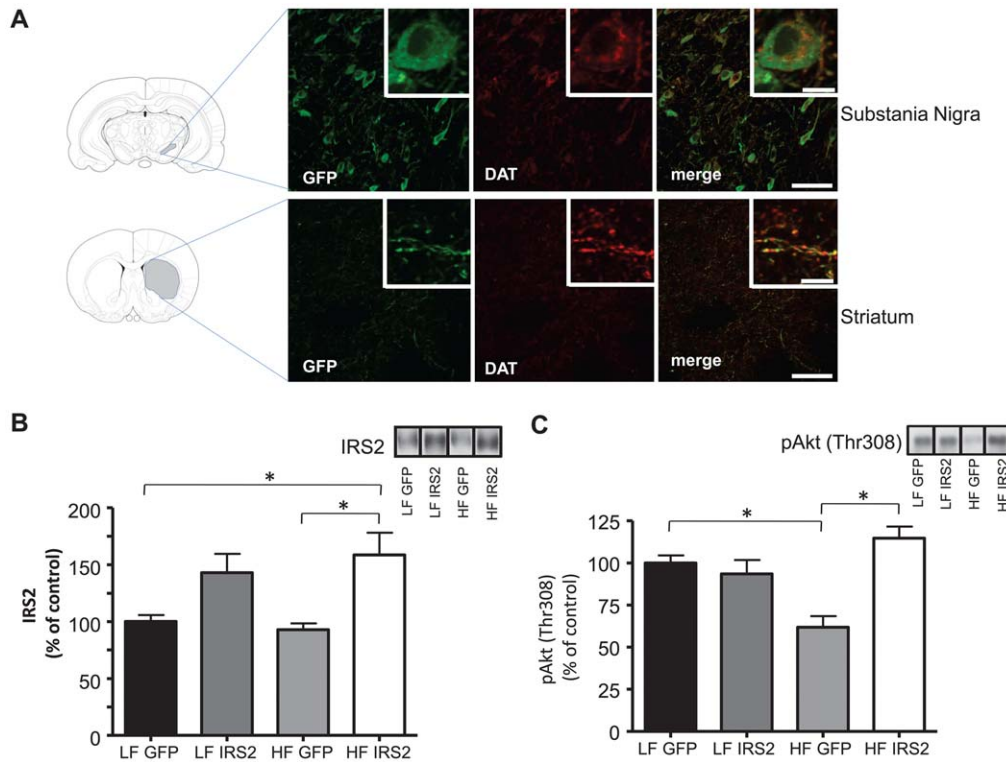 A
GFP
DAT
merge
Substania Nigra
GFP
DAT
merge
Striatum
B
IRS2
LF GFP
LF IRS2
HF GFP
HF IRS2
*
*
200
150
100
50
0
IRS2
(% of control)
LF GFP
LF IRS2
HF GFP
HF IRS2
C
pAkt (Thr308)
LF GFP
LF IRS2
HF GFP
HF IRS2
*
*
125
100
75
50
25
0
pAkt (Thr308)
(% of control)
LF GFP
LF IRS2
HF GFP
HF IRS2